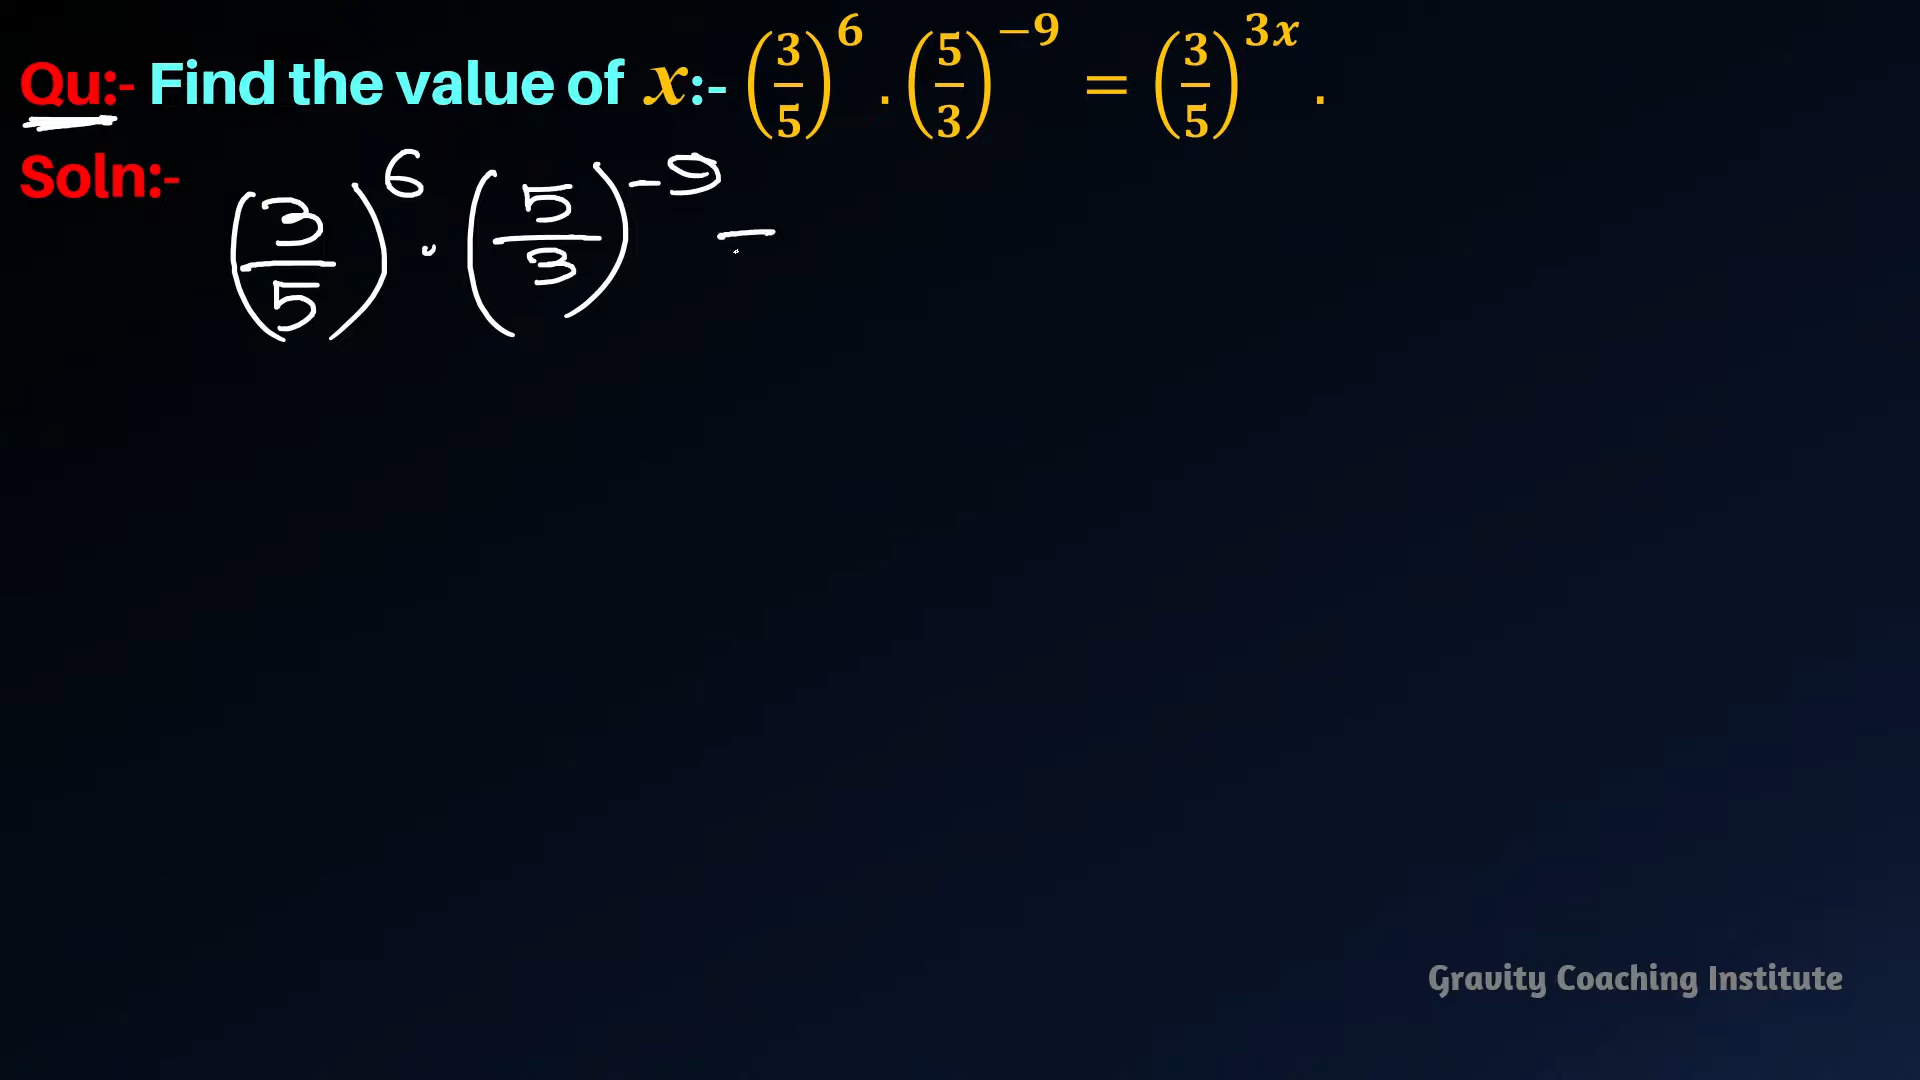 Qu:- Find the value of x:- (3/5)^6 . (5/3)^{-9} = (3/5)^{3x} .
Soln:- (3/5)^6 . (5/3)^{-9} –
Gravity Coaching Institute